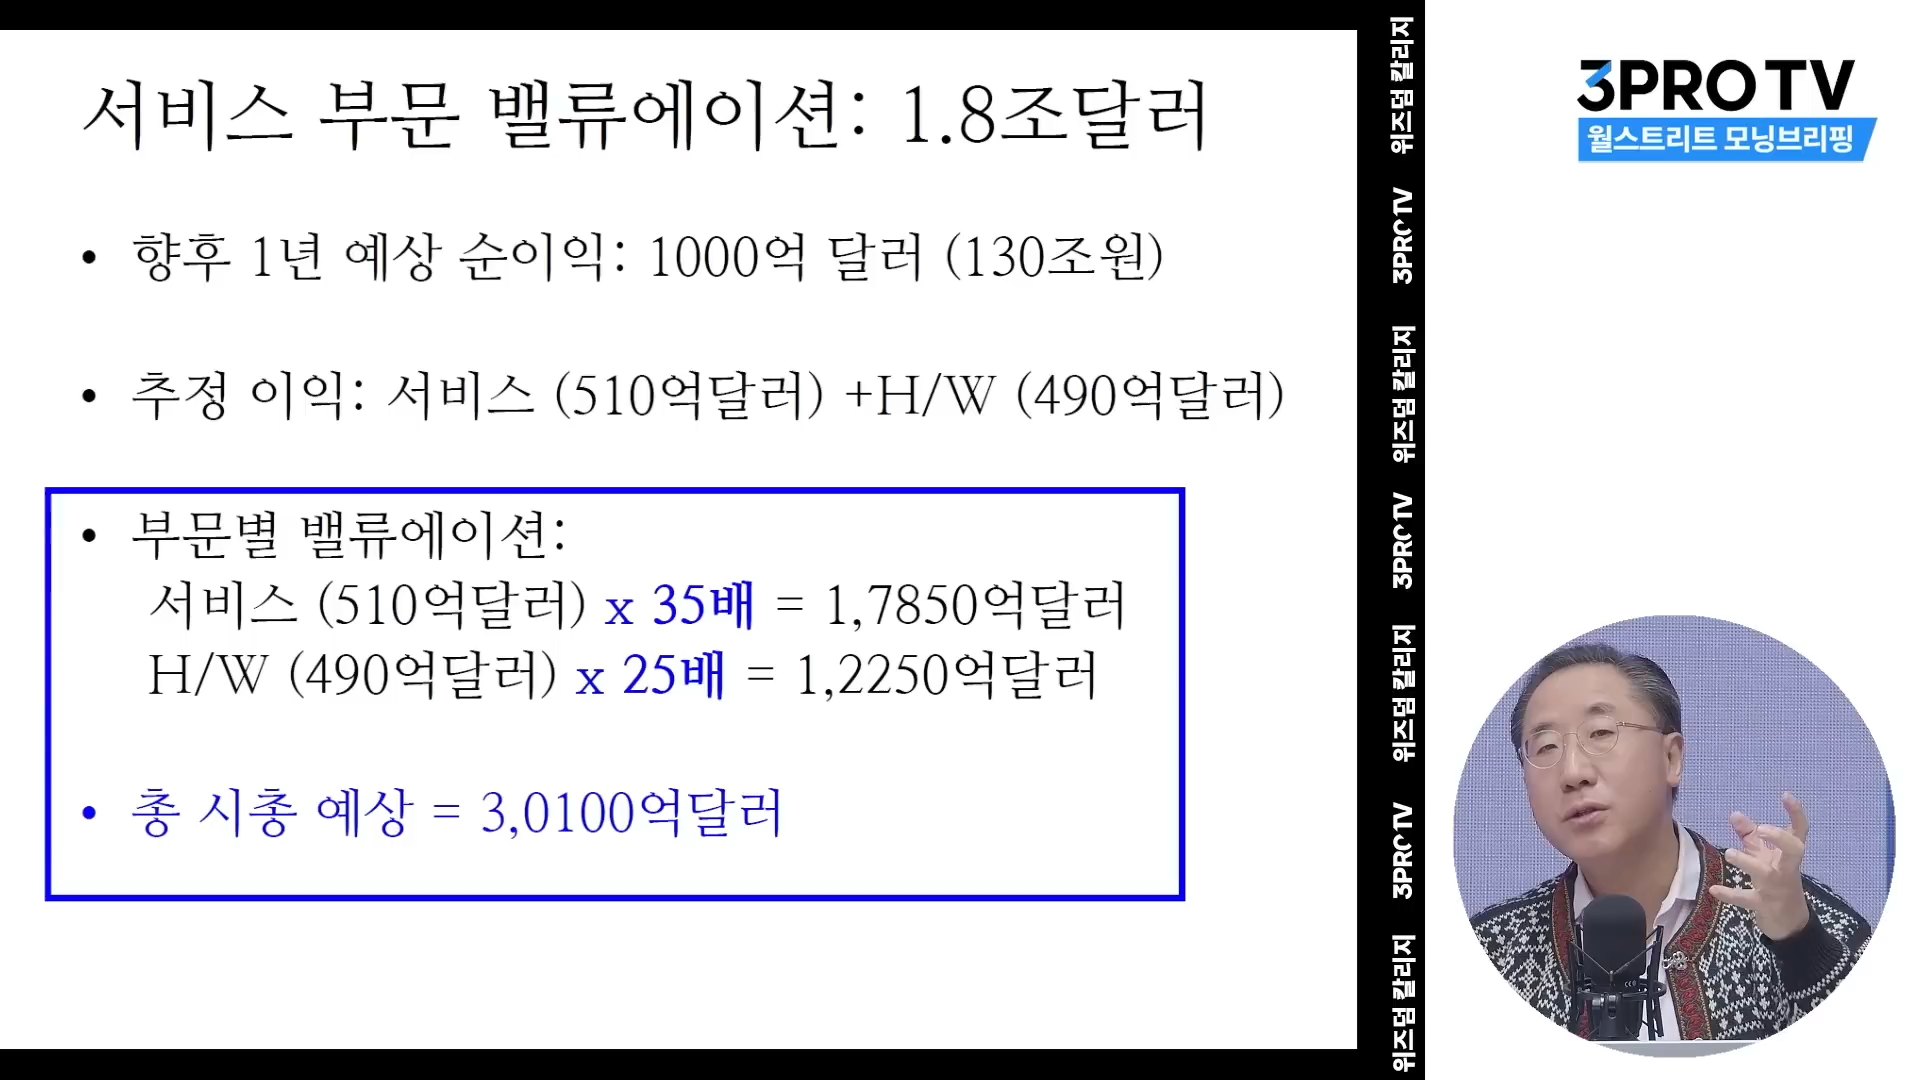 서비스 부문 밸류에이션: 1.8조달러
• 향후 1년 예상 순이익: 1000억 달러 (130조원)
• 추정 이익: 서비스 (510억달러) +H/W (490억달러)
• 부문별 밸류에이션:
서비스 (510억달러) x 35배 = 1,7850억달러
H/W (490억달러) x 25배 = 1,2250억달러
• 총 시총 예상 = 3,0100억달러
위즈덤 칼리지
3PROTV
위즈덤 칼리지
3PROTV
위즈덤 칼리지
3PROTV
위즈덤 칼리지
3PRO TV
월스트리트 모닝브리핑